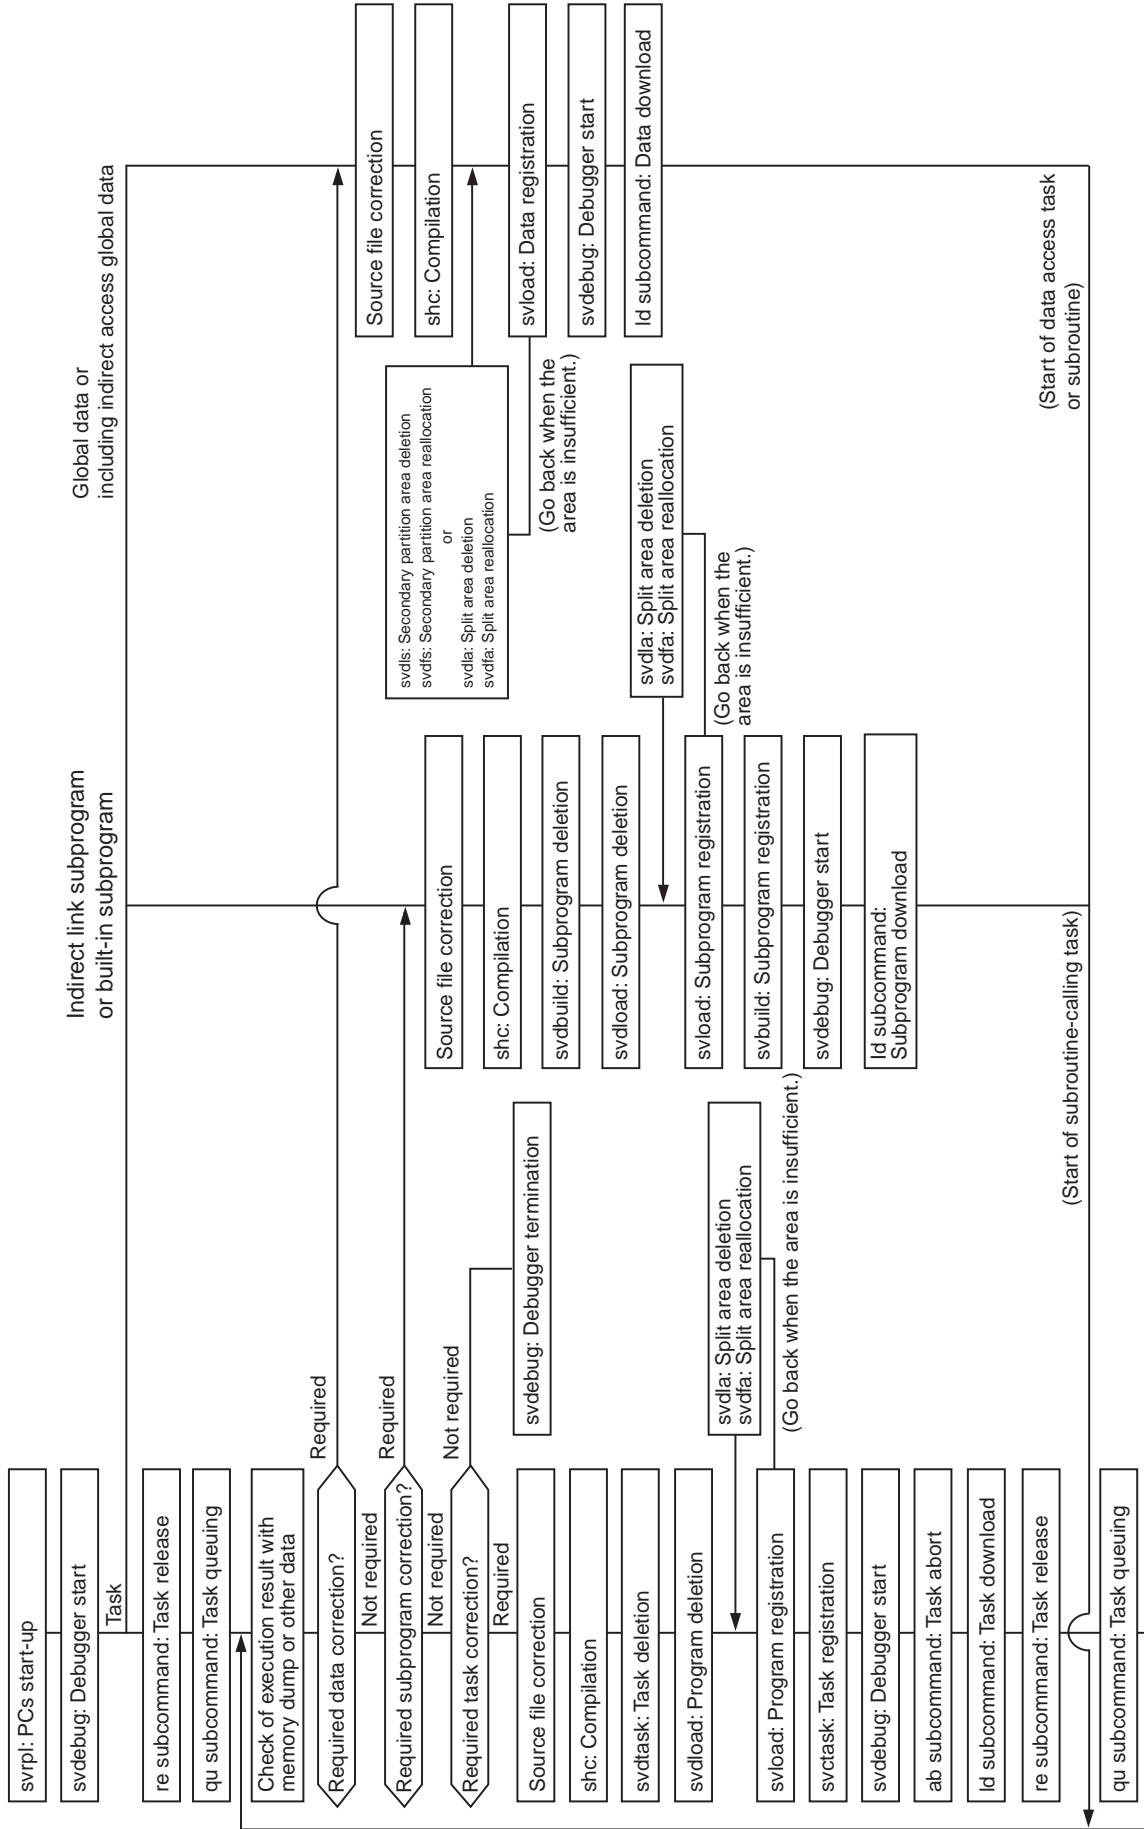 svrpl: PCs start-up
svdebug: Debugger start
Task
re subcommand: Task release
qu subcommand: Task queuing
Check of execution result with
memory dump or other data
Required data correction?
Required
Not required
Required subprogram correction?
Required
Not required
Required task correction?
Not required
Required
svdebug: Debugger termination
Source file correction
shc: Compilation
svdtask: Task deletion
svdload: Program deletion
svdla: Split area deletion
svdfa: Split area reallocation
(Go back when the area is insufficient.)
svload: Program registration
svctask: Task registration
svdebug: Debugger start
ab subcommand: Task abort
ld subcommand: Task download
re subcommand: Task release
qu subcommand: Task queuing
Indirect link subprogram
or built-in subprogram
Source file correction
shc: Compilation
svdbuild: Subprogram deletion
svdload: Subprogram deletion
svdla: Split area deletion
svdfa: Split area reallocation
(Go back when the
area is insufficient.)
svload: Subprogram registration
svbuild: Subprogram registration
svdebug: Debugger start
ld subcommand:
Subprogram download
(Start of subroutine-calling task)
Global data or
including indirect access global data
Source file correction
shc: Compilation
svdls: Secondary partition area deletion
svdfs: Secondary partition area reallocation
or
svdla: Split area deletion
svdfa: Split area reallocation
(Go back when the
area is insufficient.)
svload: Data registration
svdebug: Debugger start
ld subcommand: Data download
(Start of data access task
or subroutine)